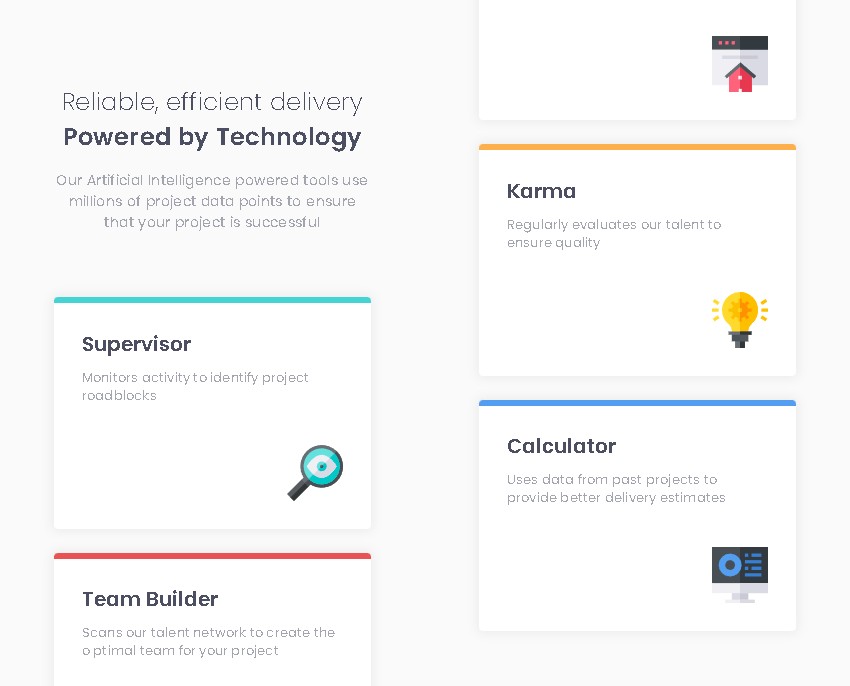 Reliable, efficient delivery
Powered by Technology
Our Artificial Intelligence powered tools use
millions of project data points to ensure
that your project is successful
Supervisor
Monitors activity to identify project
roadblocks
Team Builder
Scans our talent network to create the
optimal team for your project
Karma
Regularly evaluates our talent to
ensure quality
Calculator
Uses data from past projects to
provide better delivery estimates